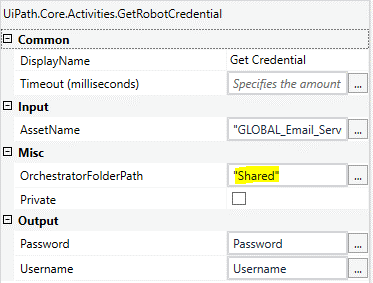 UiPath.Core.Activities.GetRobotCredential
Common
DisplayName Get Credential
Timeout (milliseconds) Specifies the amount ...
Input
AssetName "GLOBAL_Email_Serv ...
Misc
OrchestratorFolderPath "Shared" ...
Private
Output
Password Password ...
Username Username ...